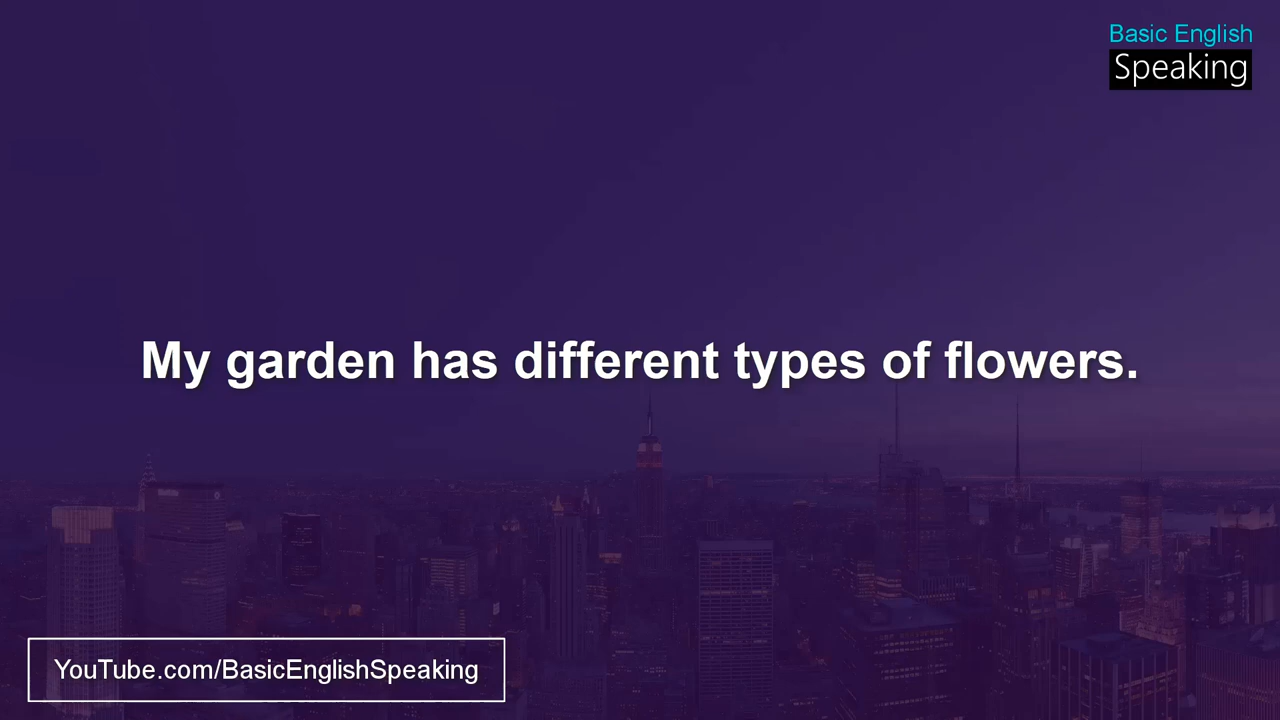 Basic English
Speaking
My garden has different types of flowers.
YouTube.com/BasicEnglishSpeaking